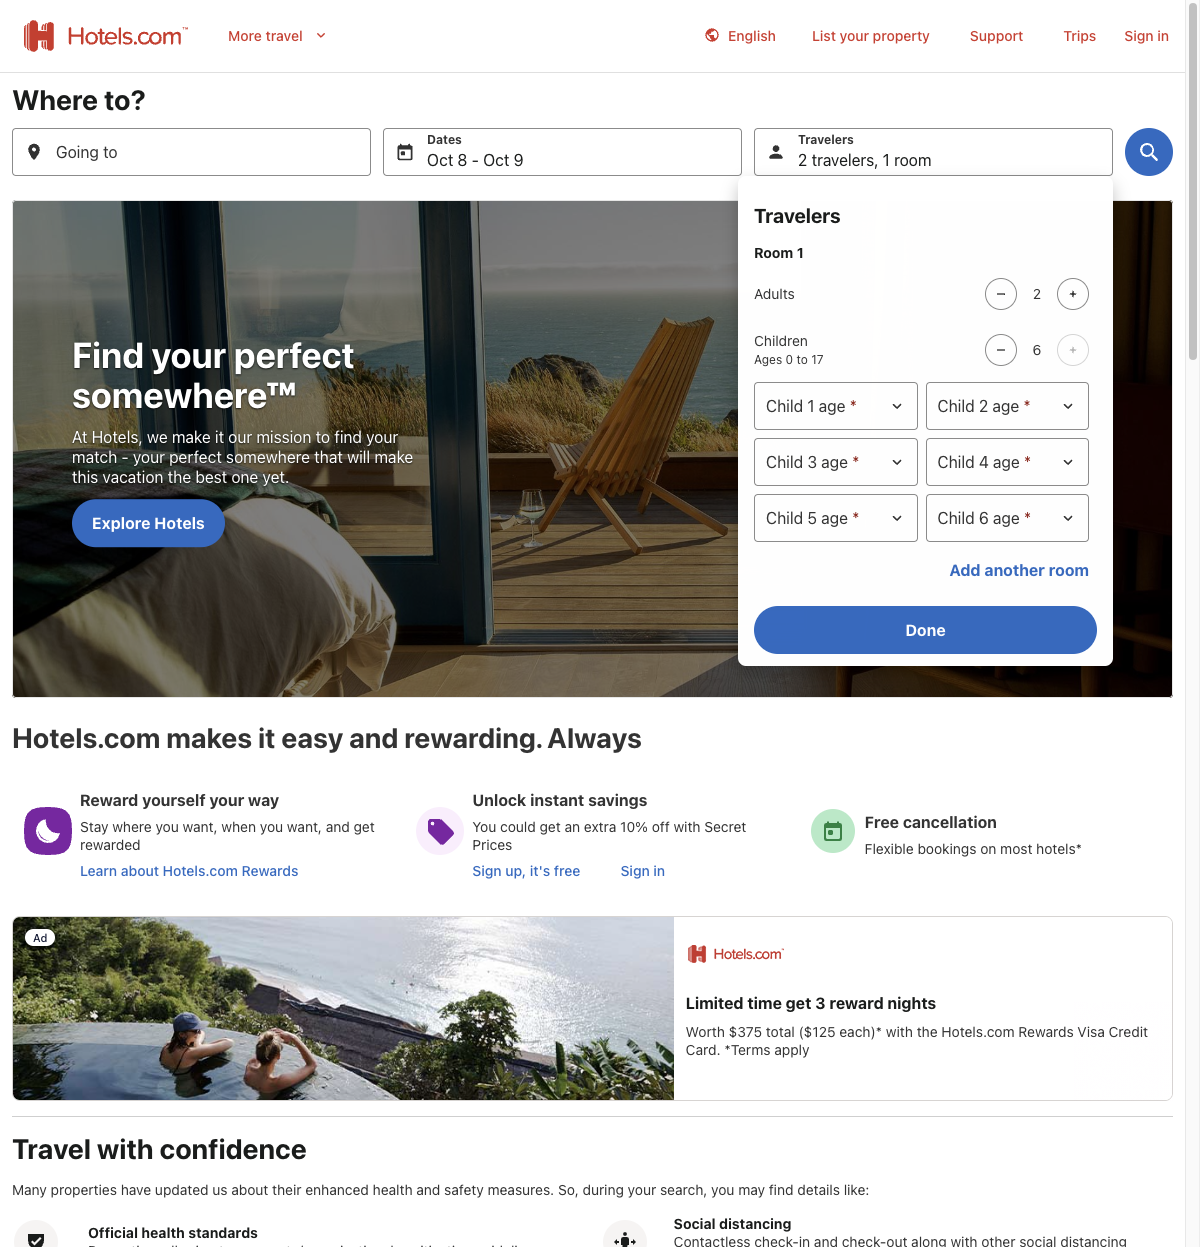 Hotels.com™
More travel
English
List your property
Support
Trips
Sign in
Where to?
Going to
Dates
Oct 8 - Oct 9
Travelers
2 travelers, 1 room
Travelers
Room 1
Adults
2
Children
6
Ages 0 to 17
Child 1 age *
Child 2 age *
Child 3 age *
Child 4 age *
Child 5 age *
Child 6 age *
Add another room
Done
Find your perfect
somewhere™
At Hotels, we make it our mission to find your
match - your perfect somewhere that will make
this vacation the best one yet.
Explore Hotels
Hotels.com makes it easy and rewarding. Always
Reward yourself your way
Stay where you want, when you want, and get
rewarded
Learn about Hotels.com Rewards
Unlock instant savings
You could get an extra 10% off with Secret
Prices
Sign up, it's free
Sign in
Free cancellation
Flexible bookings on most hotels*
Ad
Hotels.com
Limited time get 3 reward nights
Worth $375 total ($125 each)* with the Hotels.com Rewards Visa Credit
Card. *Terms apply
Travel with confidence
Many properties have updated us about their enhanced health and safety measures. So, during your search, you may find details like:
Official health standards
Social distancing
Contactless check-in and check-out along with other social distancing